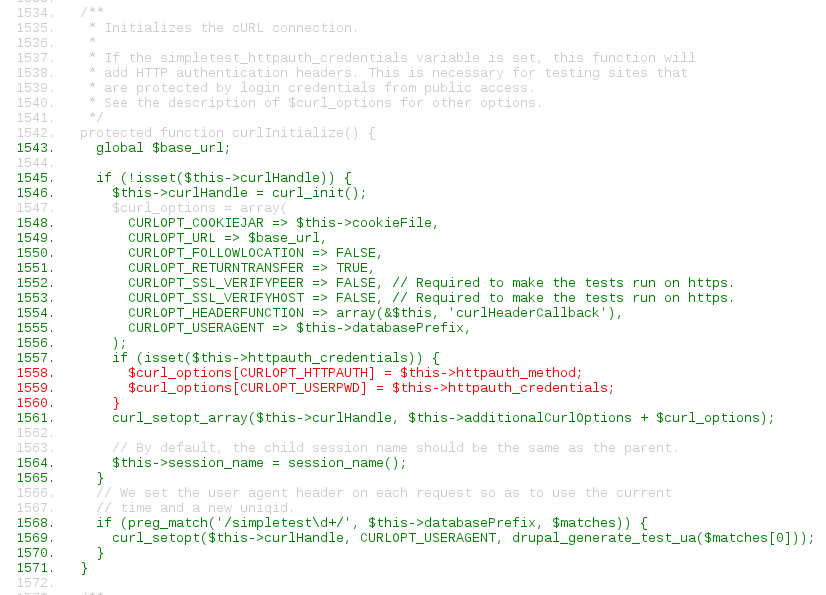 1534.   /**
1535.    * Initializes the cURL connection.
1536.    *
1537.    * If the simpletest_httpauth_credentials variable is set, this function will
1538.    * add HTTP authentication headers. This is necessary for testing sites that
1539.    * are protected by login credentials from public access.
1540.    * See the description of $curl_options for other options.
1541.    */
1542.   protected function curlInitialize() {
1543.     global $base_url;
1544.
1545.     if (!isset($this->curlHandle)) {
1546.       $this->curlHandle = curl_init();
1547.       $curl_options = array(
1548.         CURLOPT_COOKIEJAR => $this->cookieFile,
1549.         CURLOPT_URL => $base_url,
1550.         CURLOPT_FOLLOWLOCATION => FALSE,
1551.         CURLOPT_RETURNTRANSFER => TRUE,
1552.         CURLOPT_SSL_VERIFYPEER => FALSE, // Required to make the tests run on https.
1553.         CURLOPT_SSL_VERIFYHOST => FALSE, // Required to make the tests run on https.
1554.         CURLOPT_HEADERFUNCTION => array(&$this, 'curlHeaderCallback'),
1555.         CURLOPT_USERAGENT => $this->databasePrefix,
1556.       );
1557.       if (isset($this->httpauth_credentials)) {
1558.         $curl_options[CURLOPT_HTTPAUTH] = $this->httpauth_method;
1559.         $curl_options[CURLOPT_USERPWD] = $this->httpauth_credentials;
1560.       }
1561.       curl_setopt_array($this->curlHandle, $this->additionalCurlOptions + $curl_options);
1562.
1563.       // By default, the child session name should be the same as the parent.
1564.       $this->session_name = session_name();
1565.     }
1566.     // We set the user agent header on each request so as to use the current
1567.     // time and a new uniqid.
1568.     if (preg_match('/simpletest\d+/', $this->databasePrefix, $matches)) {
1569.       curl_setopt($this->curlHandle, CURLOPT_USERAGENT, drupal_generate_test_ua($matches[0]));
1570.     }
1571.   }
1572.